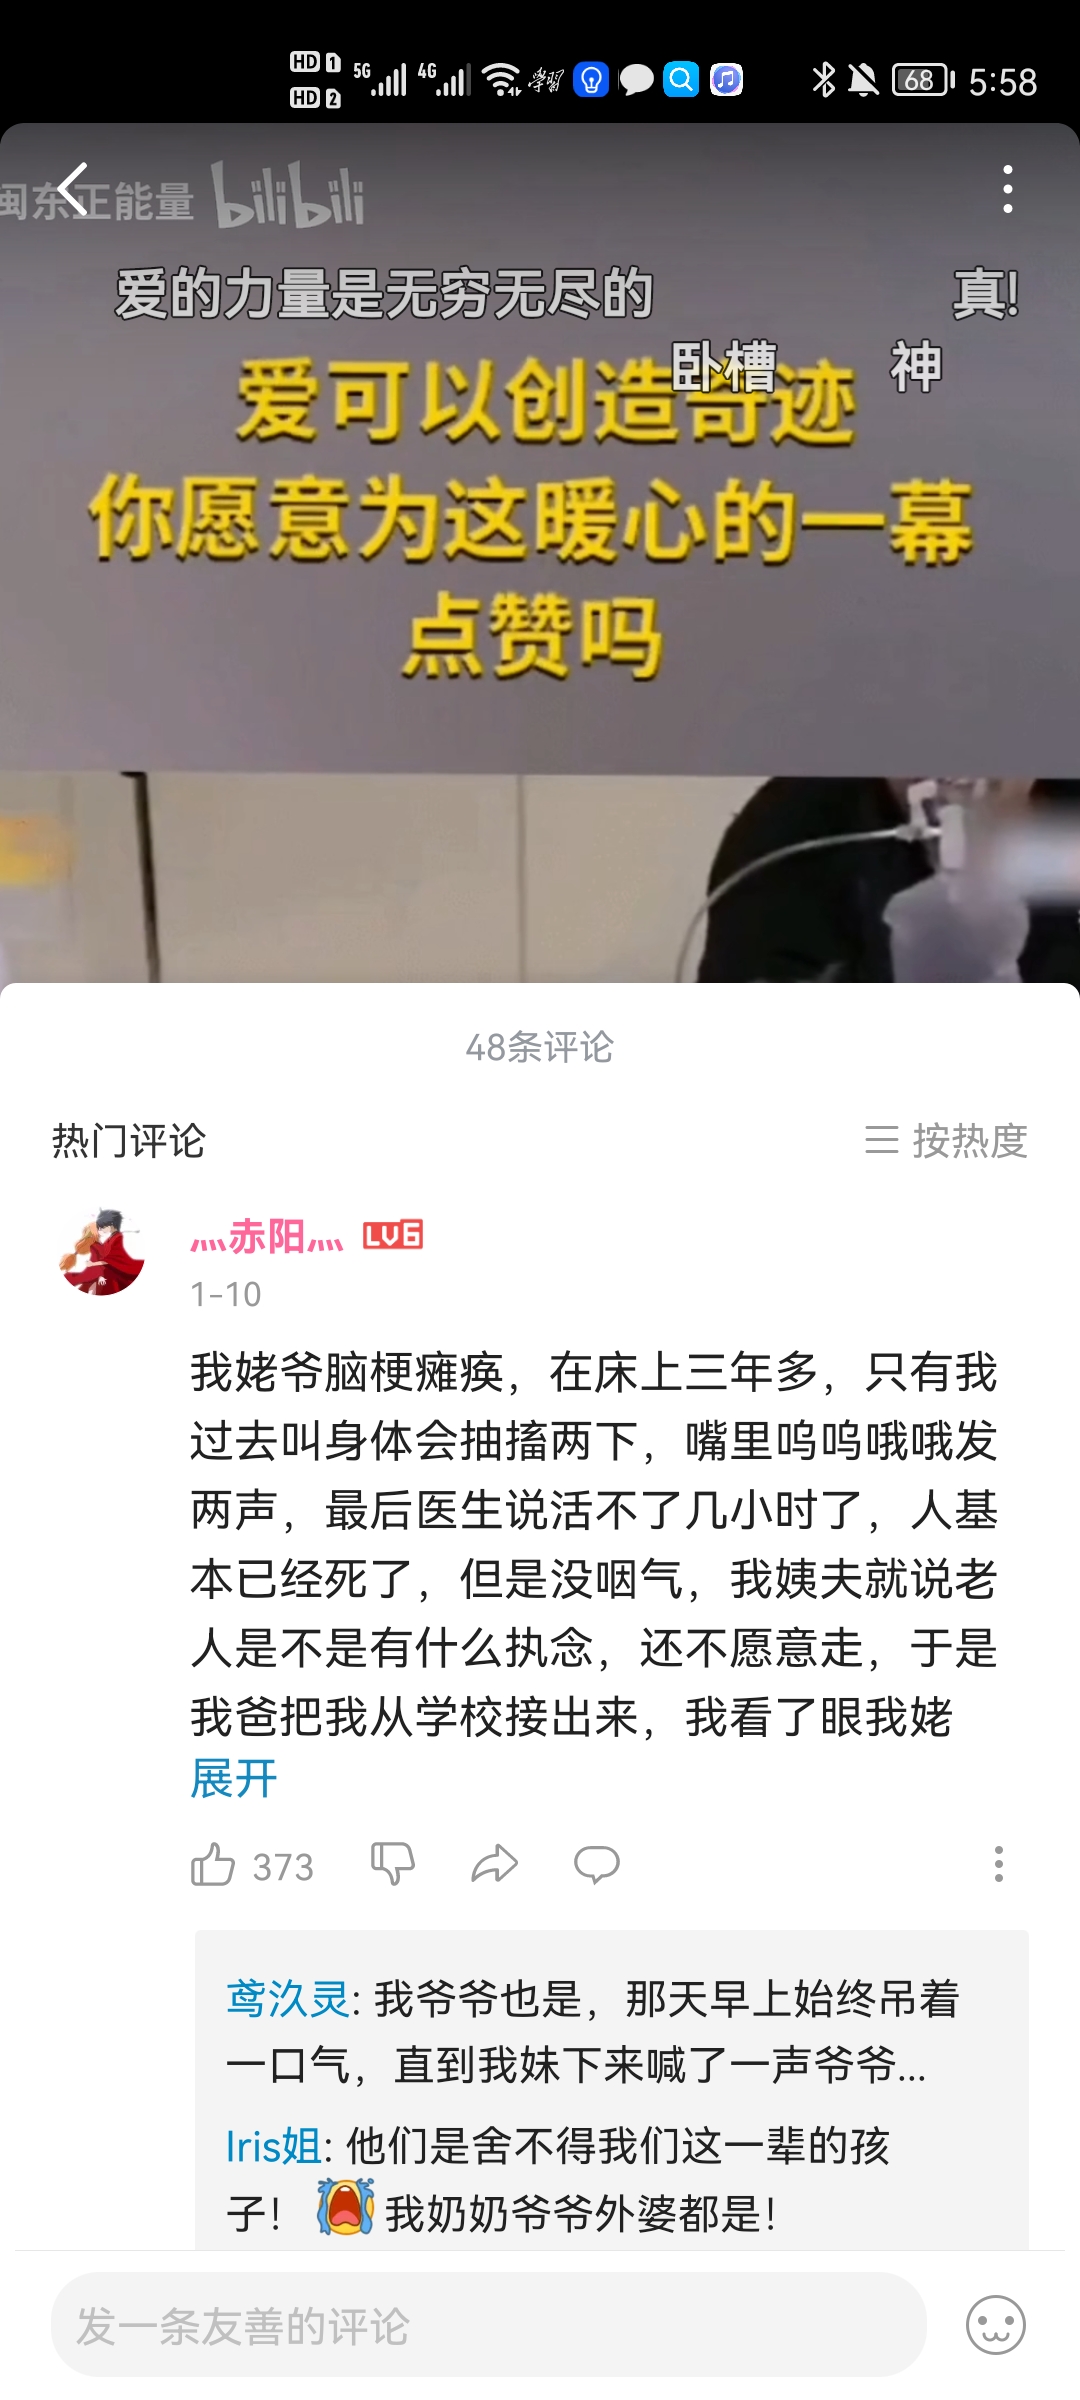 HD 1 5G 4G 學習 68 5:58
HD 2
闽东正能量 bilibili
爱的力量是无穷无尽的 真!
卧槽 神
爱可以创造奇迹
你愿意为这暖心的一幕
点赞吗
48条评论
热门评论 按热度
灬赤阳灬 LV6
1-10
我姥爷脑梗瘫痪，在床上三年多，只有我
过去叫身体会抽搐两下，嘴里呜呜哦哦发
两声，最后医生说活不了几小时了，人基
本已经死了，但是没咽气，我姨夫就说老
人是不是有什么执念，还不愿意走，于是
我爸把我从学校接出来，我看了眼我姥
展开
373
鸢汣灵: 我爷爷也是，那天早上始终吊着
一口气，直到我妹下来喊了一声爷爷...
Iris姐: 他们是舍不得我们这一辈的孩
子！我奶奶爷爷外婆都是！
发一条友善的评论